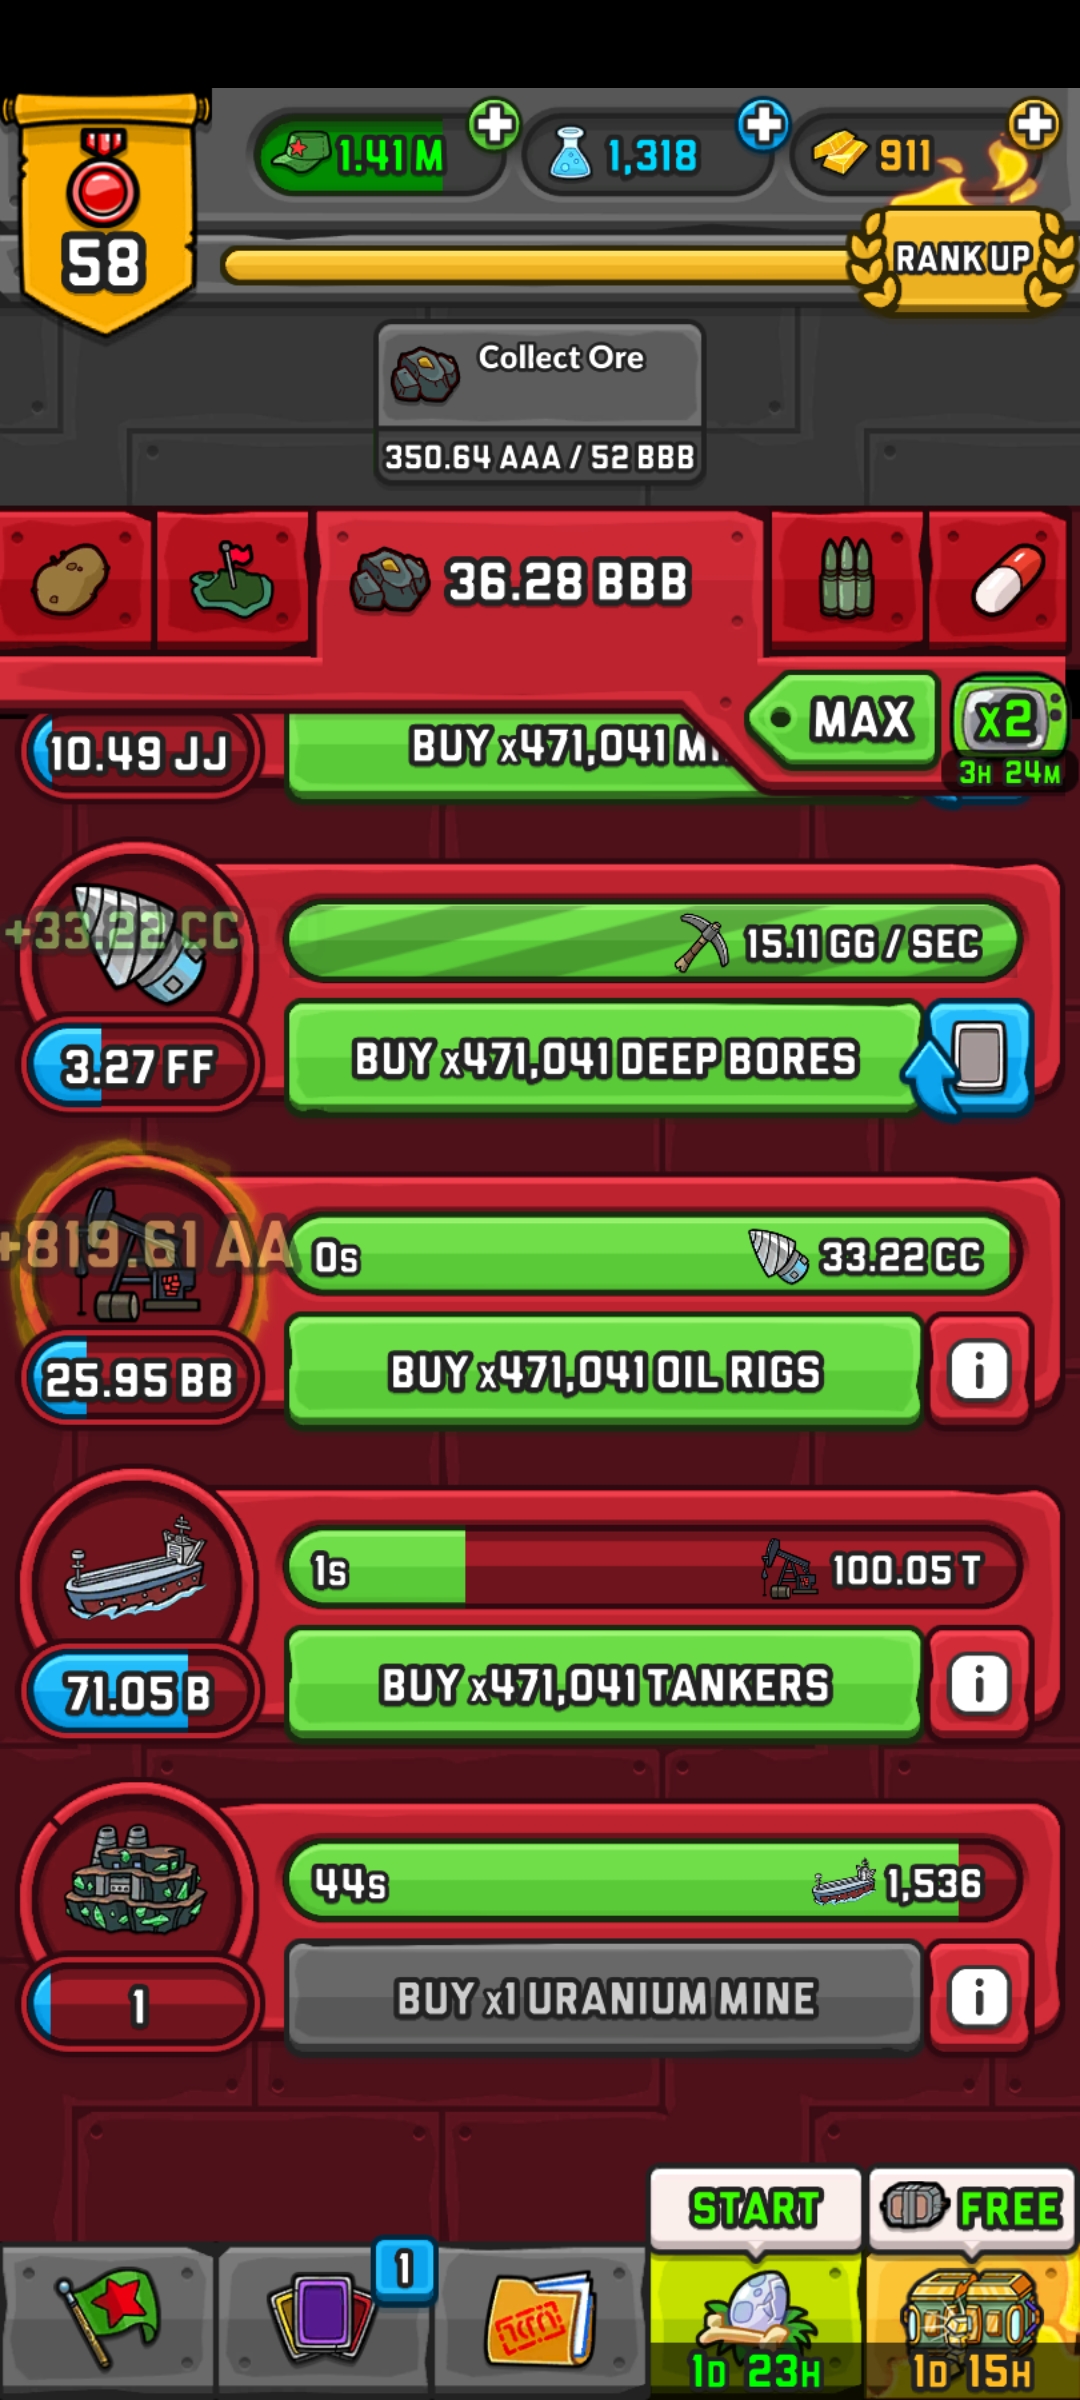 1.41 M
1,318
911
58
RANK UP
Collect Ore
350.64 AAA / 52 BBB
36.28 BBB
MAX
x2
3H 24M
10.49 JJ
BUY x471,041
+33.22 CC
15.11 GG / SEC
3.27 FF
BUY x471,041 DEEP BORES
+819.61 AA
0s
33.22 CC
25.95 BB
BUY x471,041 OIL RIGS
i
1s
100.05 T
71.05 B
BUY x471,041 TANKERS
i
44s
1,536
1
BUY x1 URANIUM MINE
i
START
FREE
1
1D 23H
1D 15H